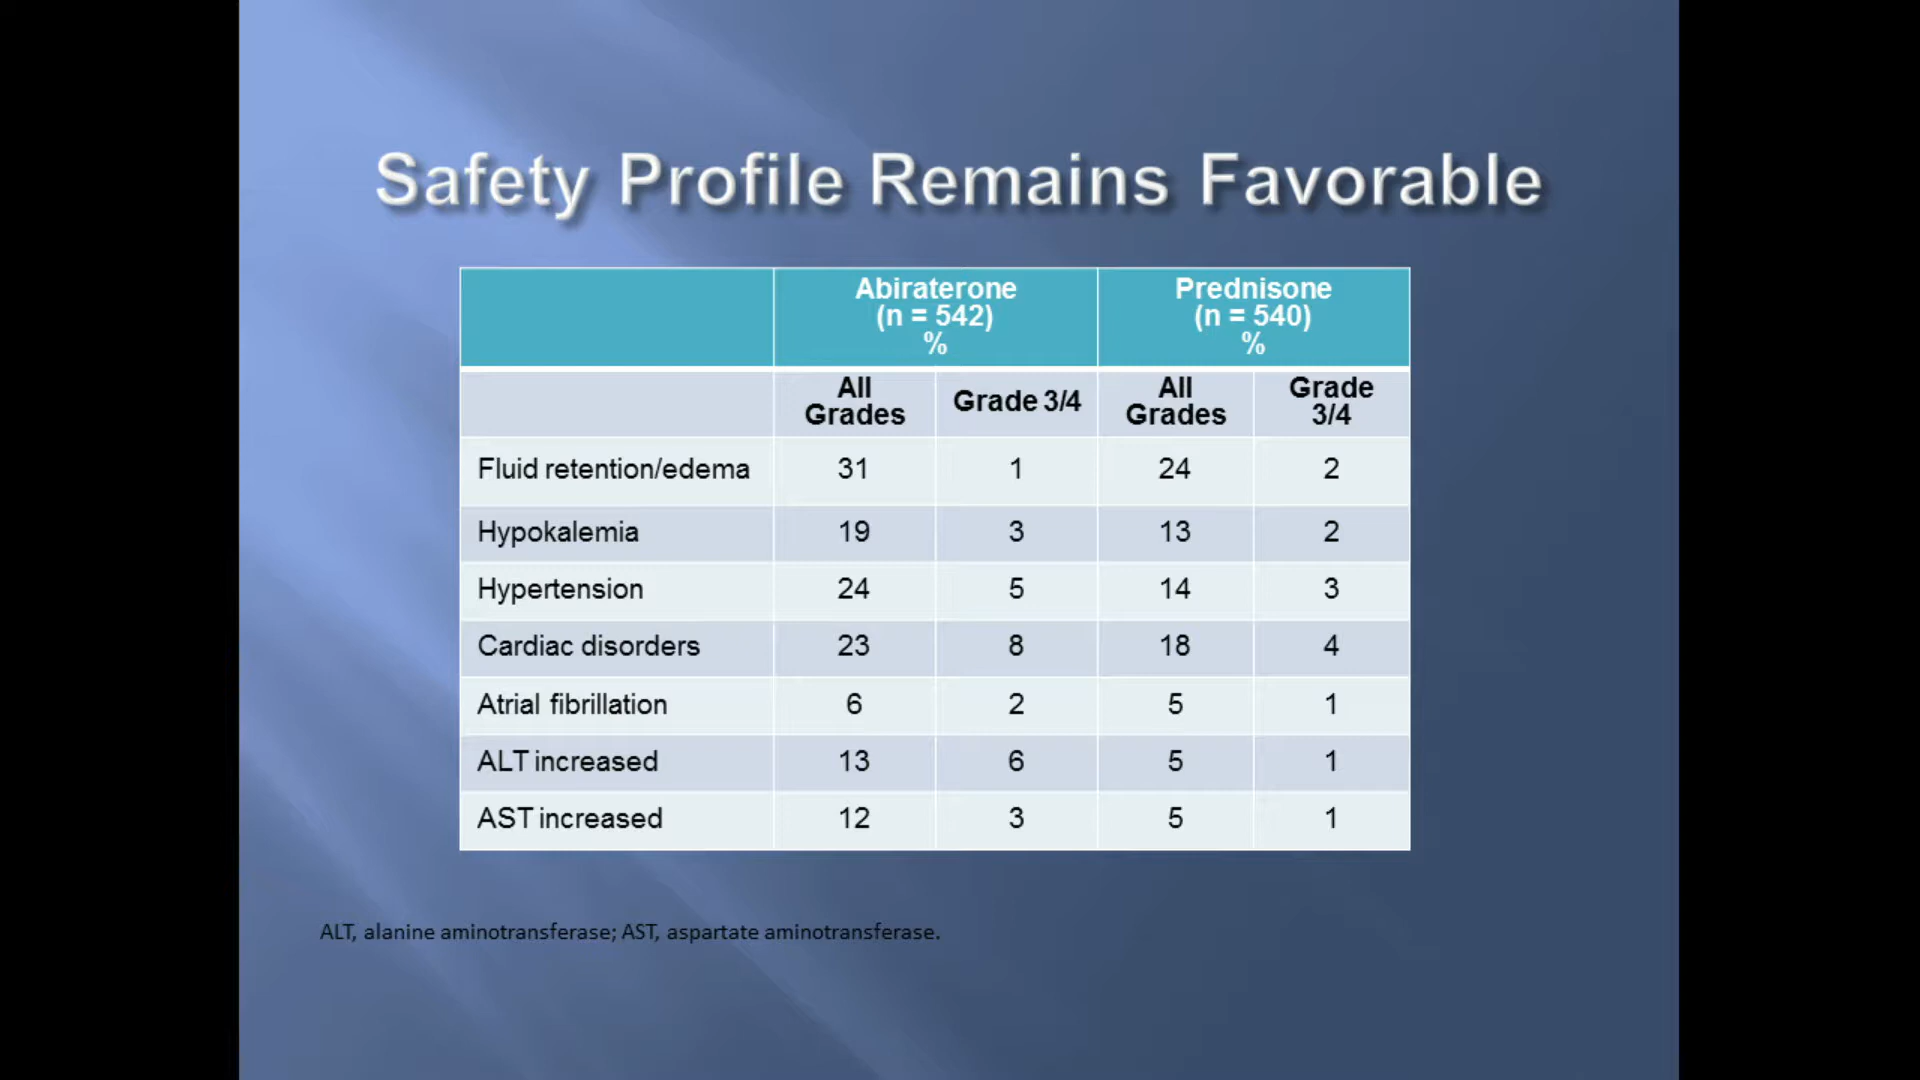 Safety Profile Remains Favorable
Abiraterone
(n = 542)
%
Prednisone
(n = 540)
%
All
Grades
Grade 3/4
All
Grades
Grade
3/4
Fluid retention/edema 31 1 24 2
Hypokalemia 19 3 13 2
Hypertension 24 5 14 3
Cardiac disorders 23 8 18 4
Atrial fibrillation 6 2 5 1
ALT increased 13 6 5 1
AST increased 12 3 5 1
ALT, alanine aminotransferase; AST, aspartate aminotransferase.